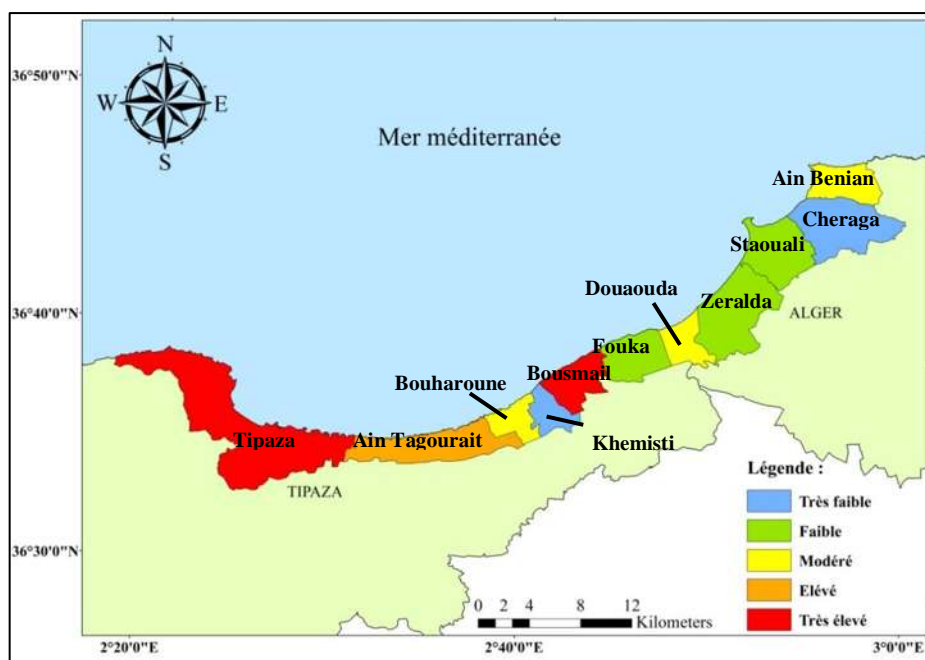 36°50'0"N
N
W
E
S
Mer méditerranée
Ain Benian
Cheraga
Staouali
Douaouda
Zeralda
36°40'0"N
ALGER
Fouka
Bousmail
Bouharoune
Tipaza
Ain Tagourait
Khemisti
TIPAZA
Légende :
Très faible
Faible
Modéré
Elévé
Très élevé
36°30'0"N
0 2 4 8 12
Kilometers
2°20'0"E
2°40'0"E
3°0'0"E